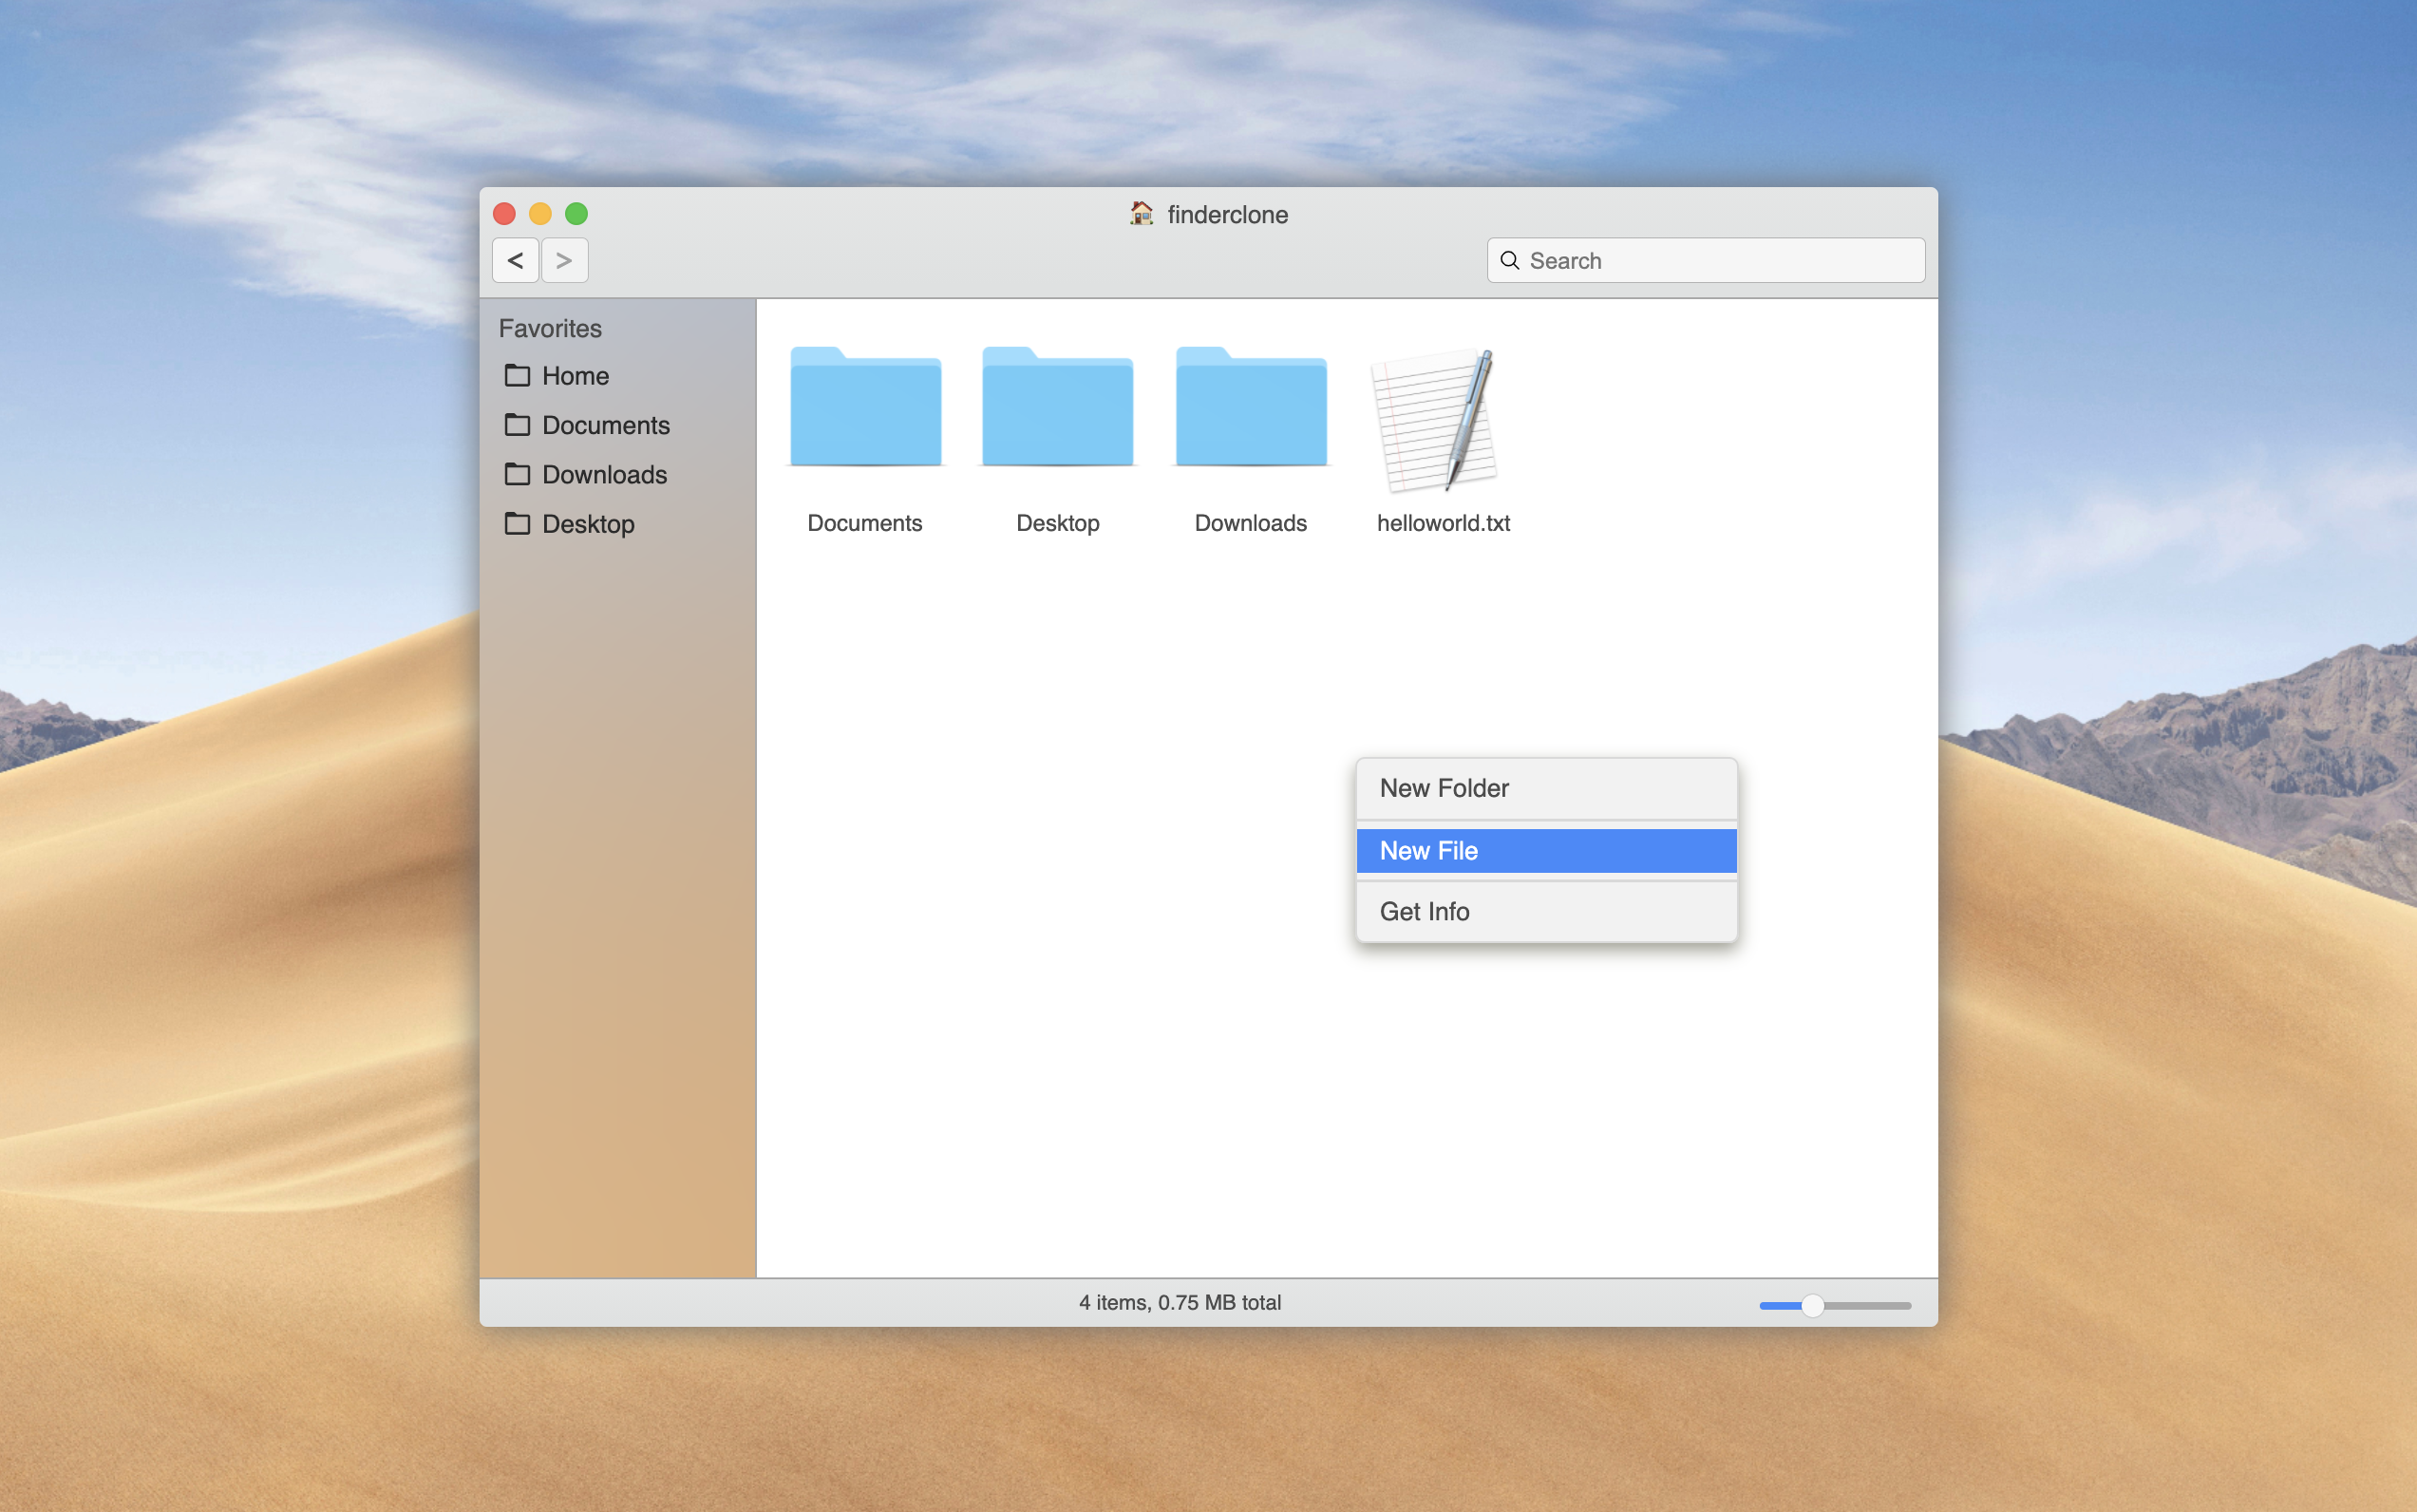 finderclone
< >
Search
Favorites
Home
Documents
Downloads
Desktop
Documents Desktop Downloads helloworld.txt
New Folder
New File
Get Info
4 items, 0.75 MB total